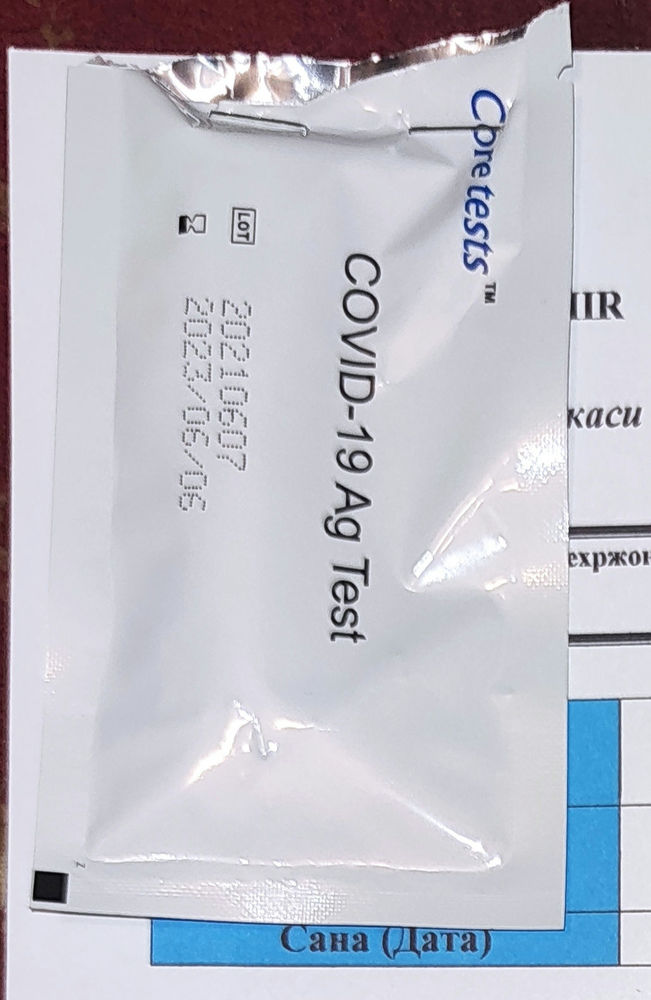 Coretests™
COVID-19 Ag Test
LOT 20210607
2023/06/06
IIR
каси
ехржон
Сана (Дата)